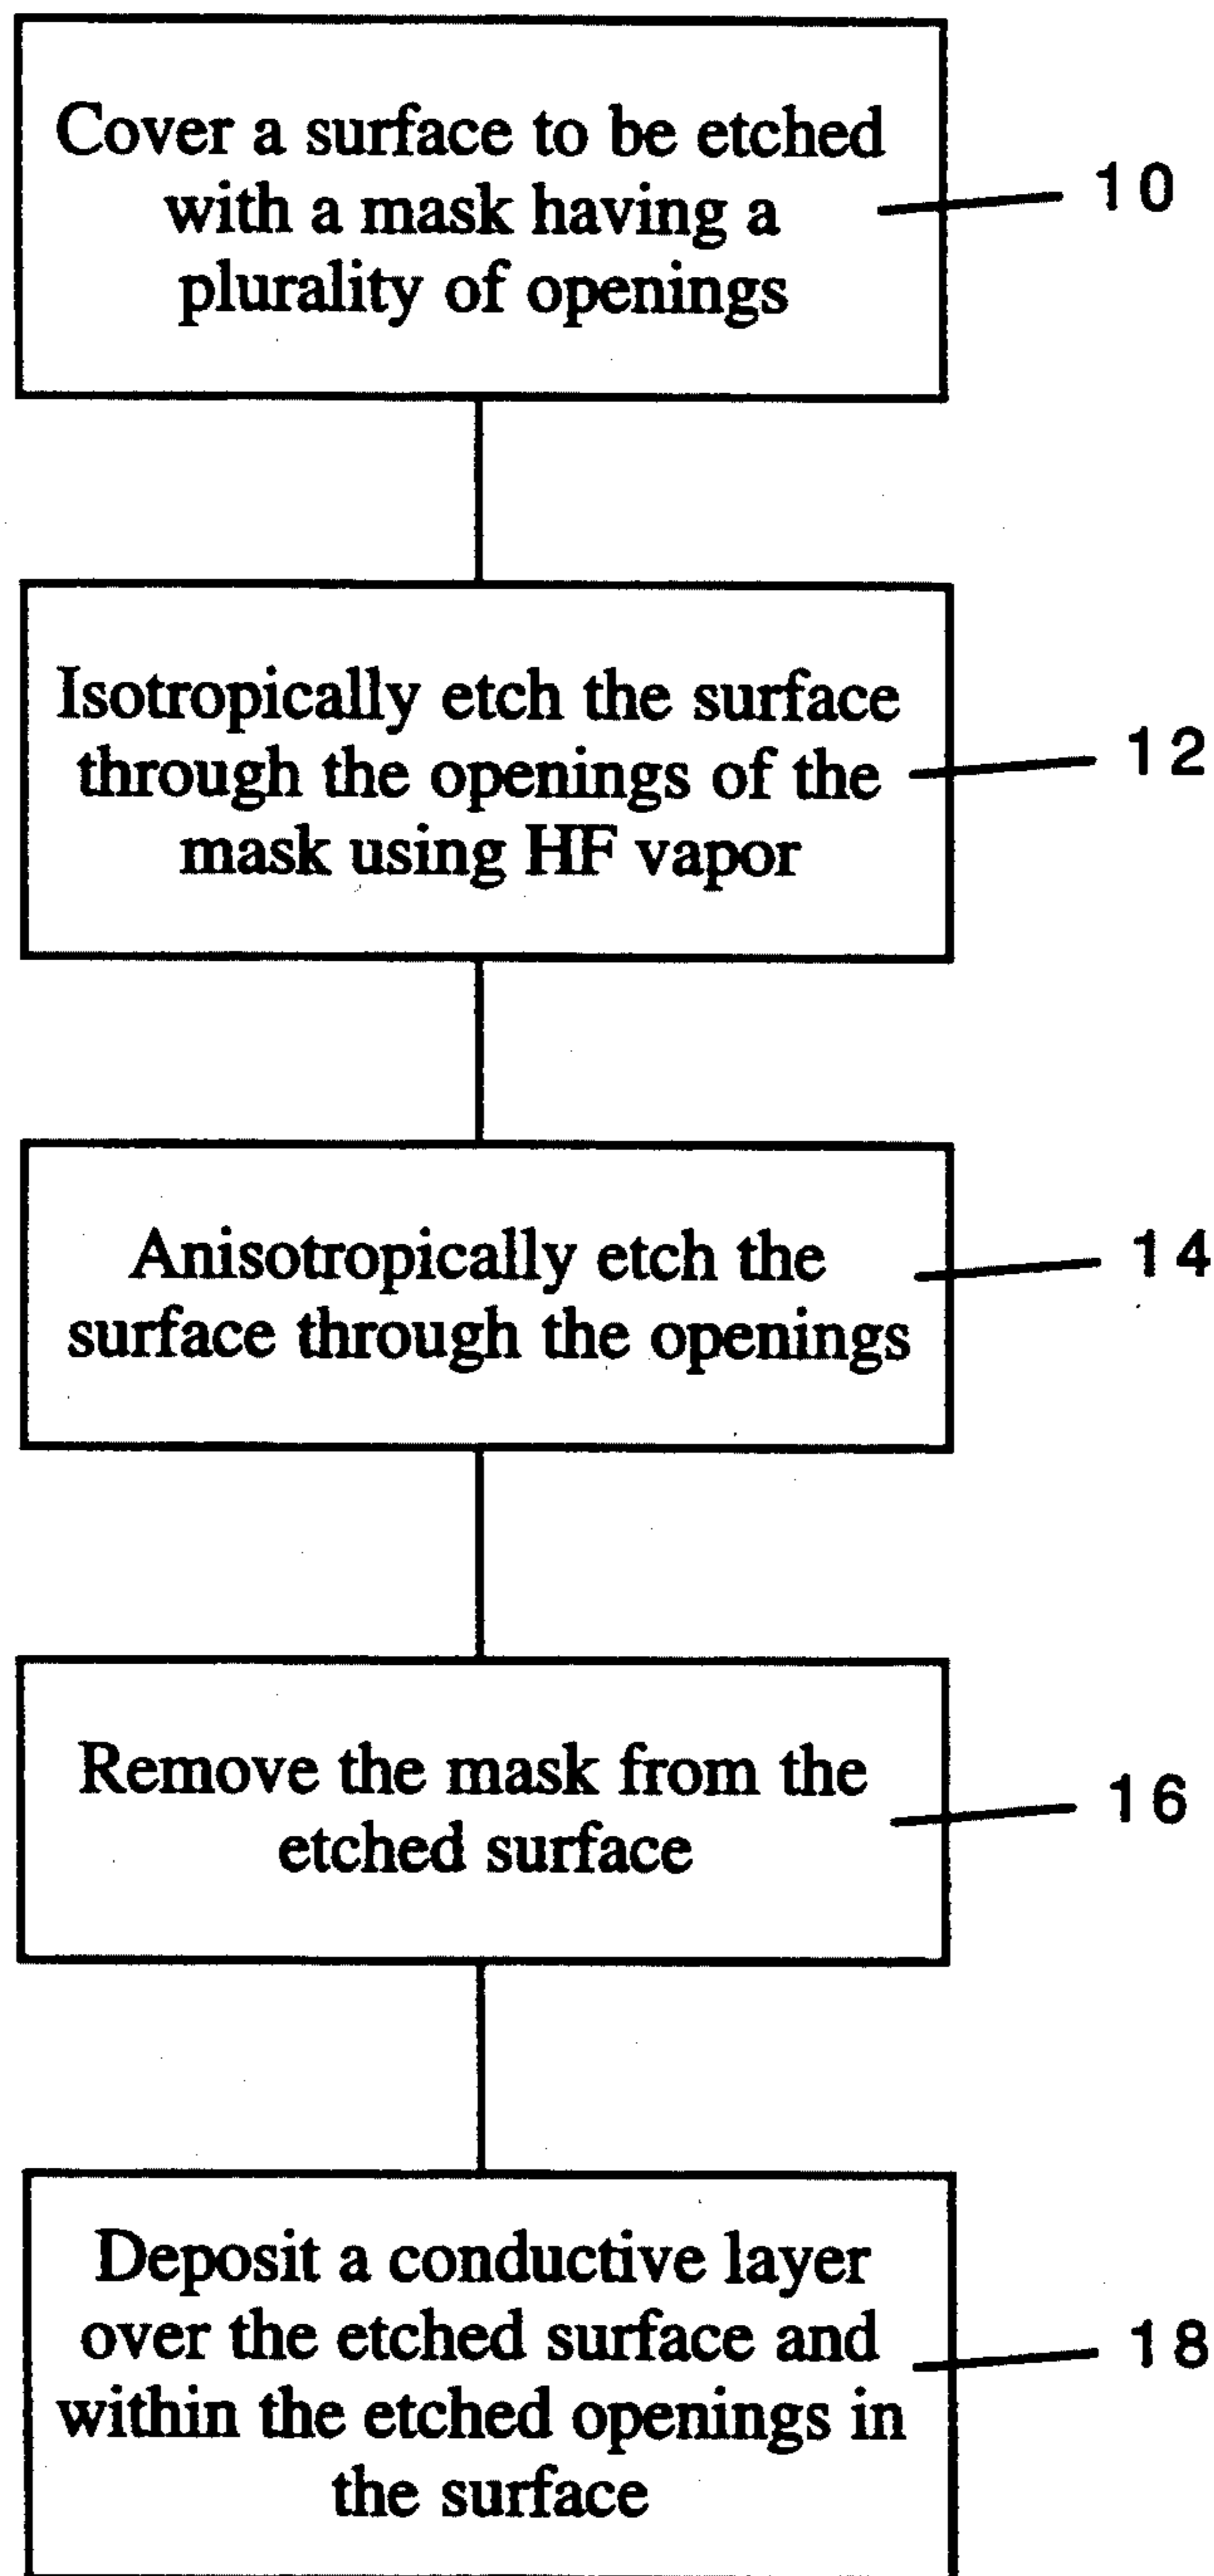 Cover a surface to be etched
with a mask having a
plurality of openings
10
Isotropically etch the surface
through the openings of the
mask using HF vapor
12
Anisotropically etch the
surface through the openings
14
Remove the mask from the
etched surface
16
Deposit a conductive layer
over the etched surface and
within the etched openings in
the surface
18